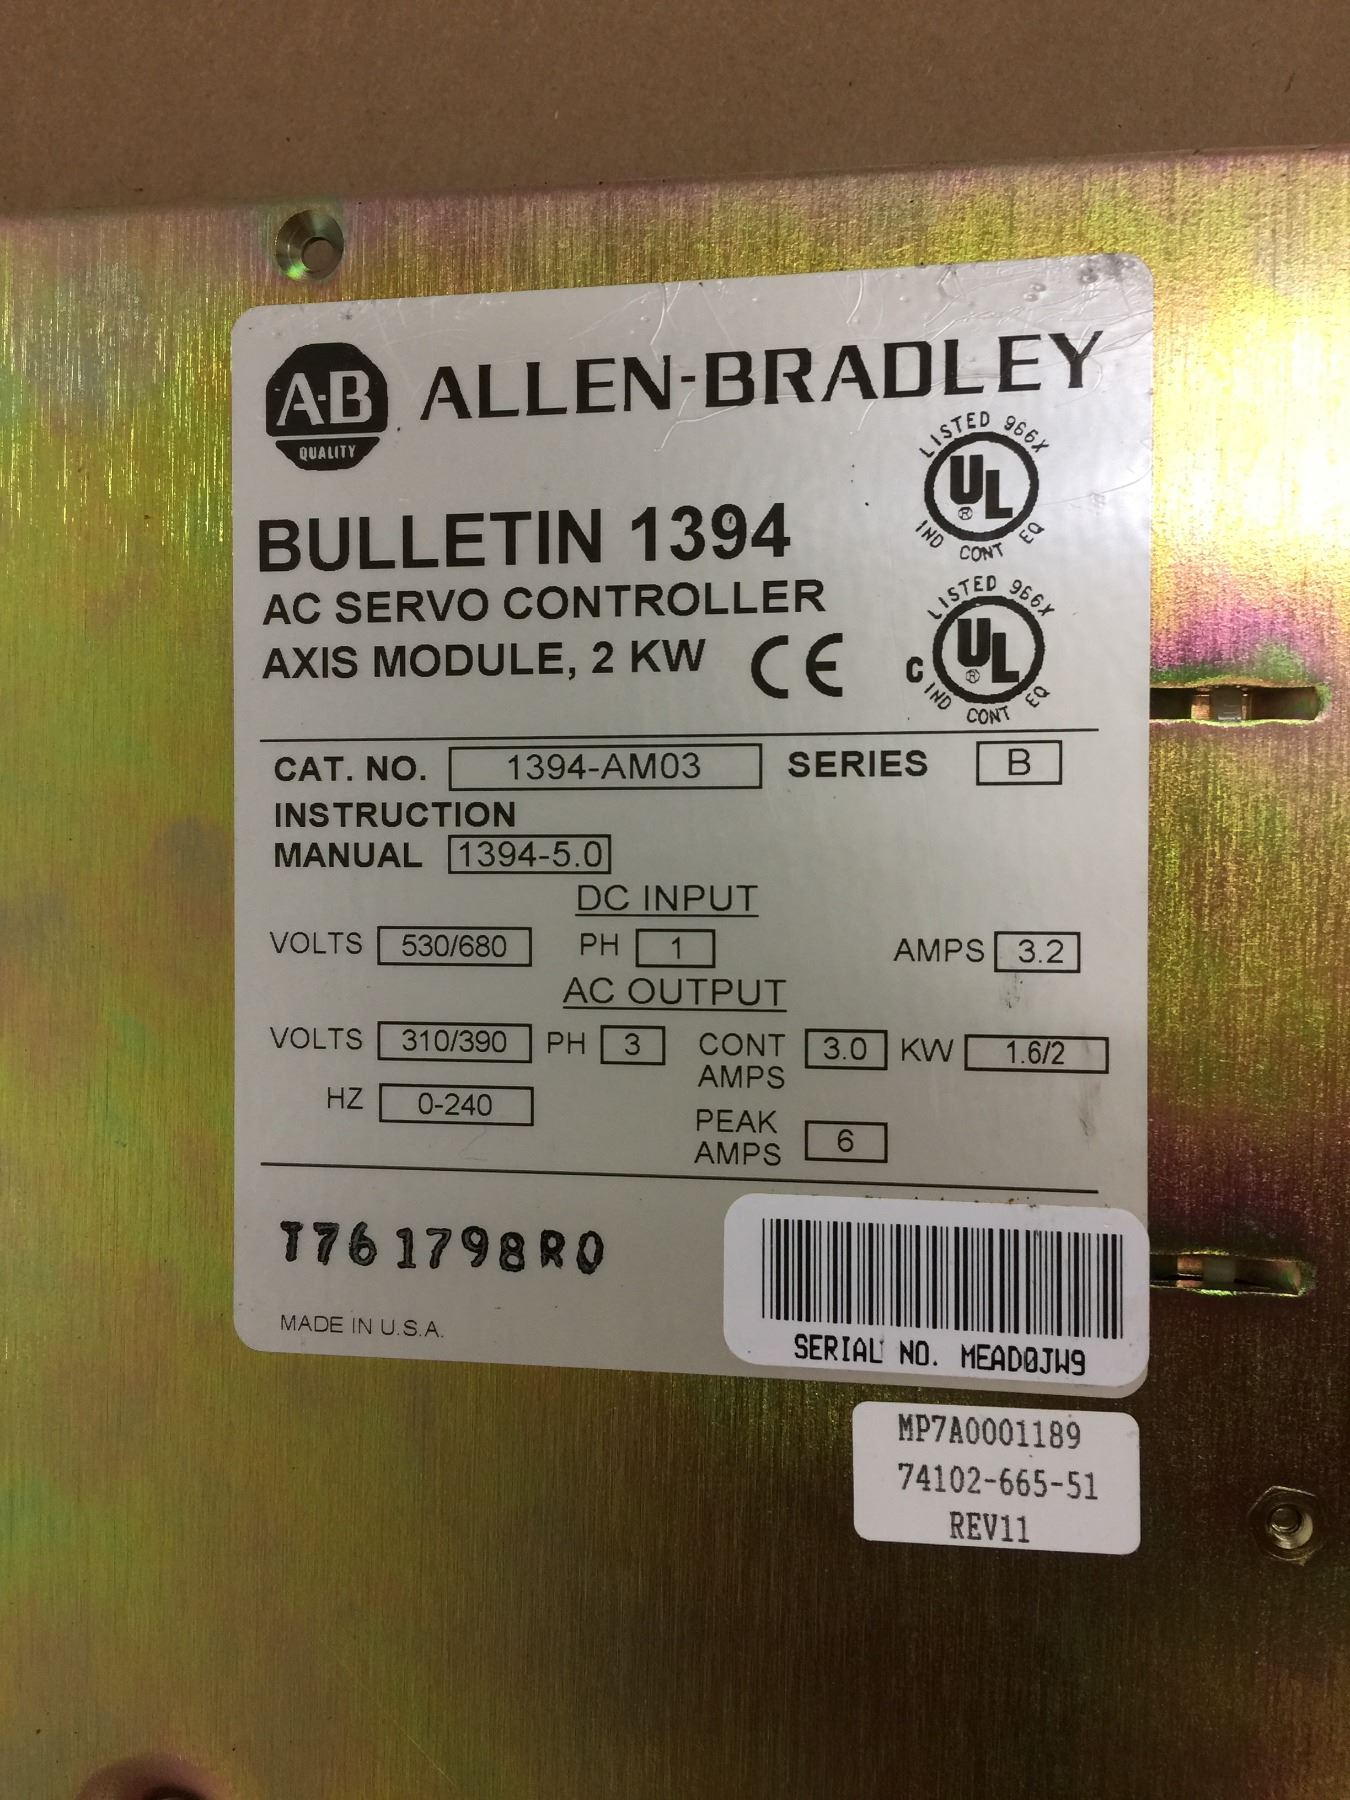 A-B
QUALITY
ALLEN-BRADLEY
LISTED 966X
UL
®
IND CONT EQ
BULLETIN 1394
AC SERVO CONTROLLER
AXIS MODULE, 2 KW CE
LISTED 966X
C UL
®
IND CONT EQ
CAT. NO. 1394-AM03 SERIES B
INSTRUCTION
MANUAL 1394-5.0
DC INPUT
VOLTS 530/680 PH 1 AMPS 3.2
AC OUTPUT
VOLTS 310/390 PH 3 CONT AMPS 3.0 KW 1.6/2
HZ 0-240 PEAK AMPS 6
T761798R0
MADE IN U.S.A.
SERIAL NO. MEAD0JW9
MP7A0001189
74102-665-51
REV11